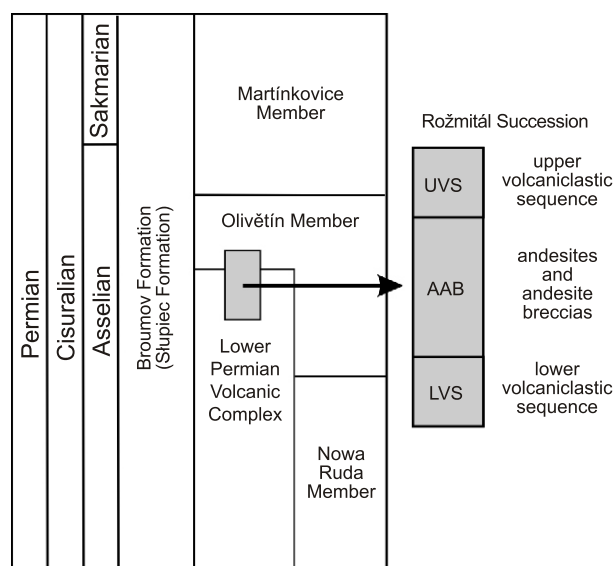 Permian
Cisuralian
Sakmarian
Asselian
Broumov Formation
(Słupiec Formation)
Martínkovice
Member
Olivětín Member
Lower
Permian
Volcanic
Complex
Nowa
Ruda
Member
Rožmitál Succession
UVS
upper
volcaniclastic
sequence
AAB
andesites
and
andesite
breccias
LVS
lower
volcaniclastic
sequence